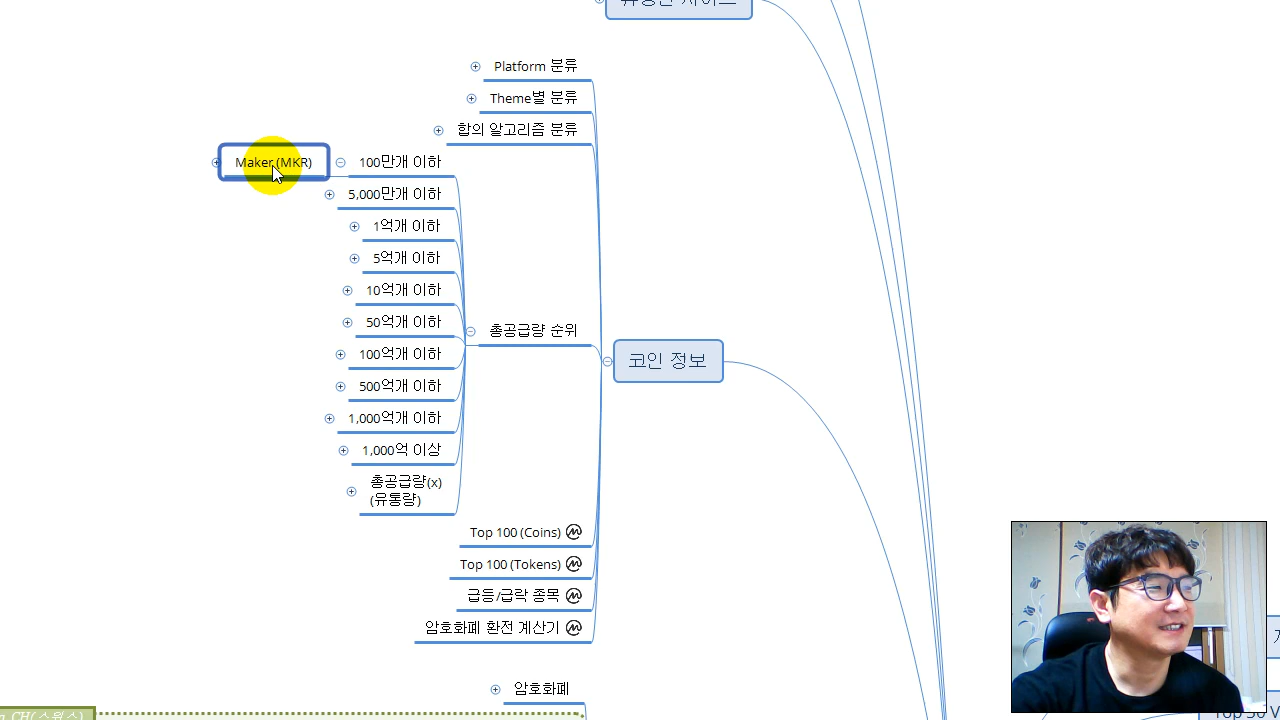 Platform 분류
Theme별 분류
합의 알고리즘 분류
Maker (MKR)
100만개 이하
5,000만개 이하
1억개 이하
5억개 이하
10억개 이하
50억개 이하
100억개 이하
500억개 이하
1,000억개 이하
1,000억 이상
총공급량(x)
(유통량)
총공급량 순위
코인 정보
Top 100 (Coins)
Top 100 (Tokens)
급등/급락 종목
암호화폐 환전 계산기
암호화폐
CH(스위스)